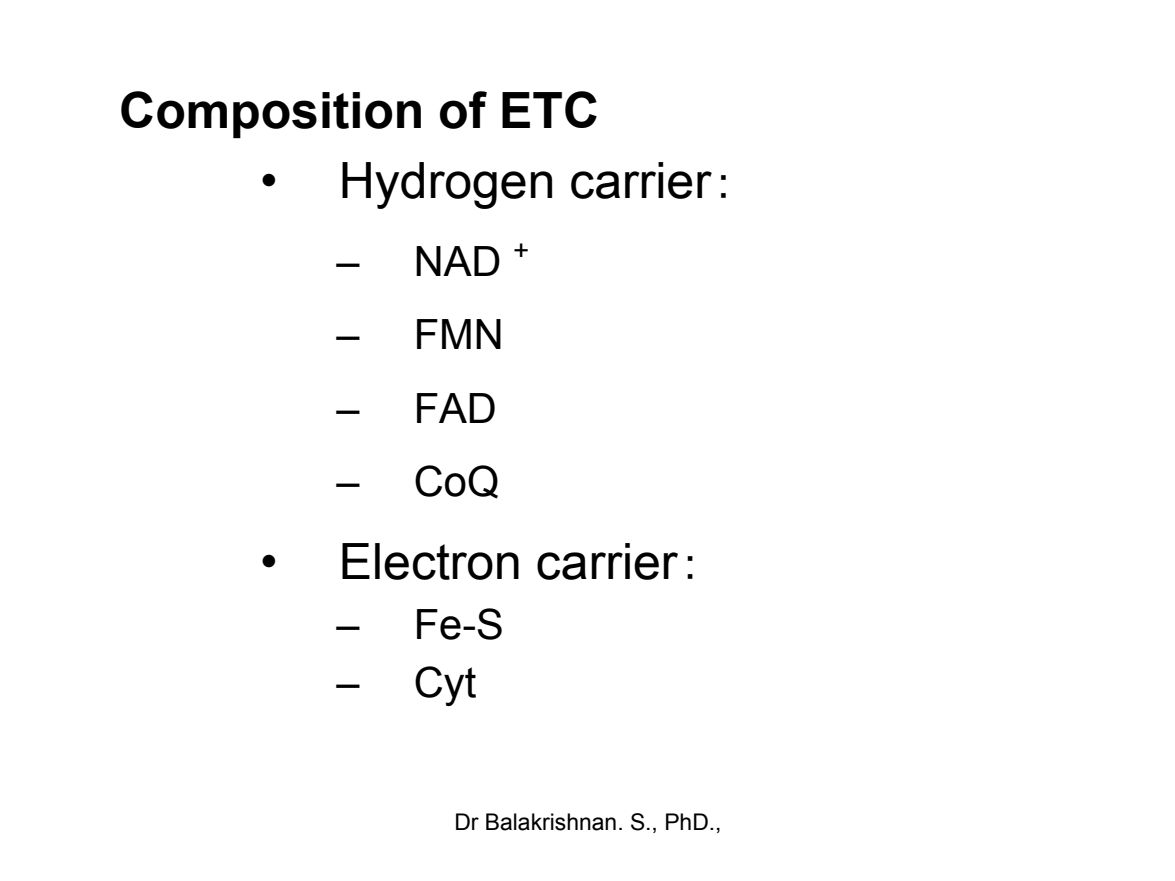 Composition of ETC
• Hydrogen carrier：
– NAD ⁺
– FMN
– FAD
– CoQ
• Electron carrier：
– Fe-S
– Cyt
Dr Balakrishnan. S., PhD.,